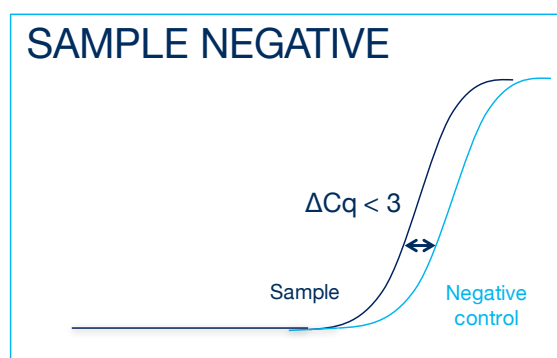 SAMPLE NEGATIVE
ΔCq < 3
Sample
Negative
control